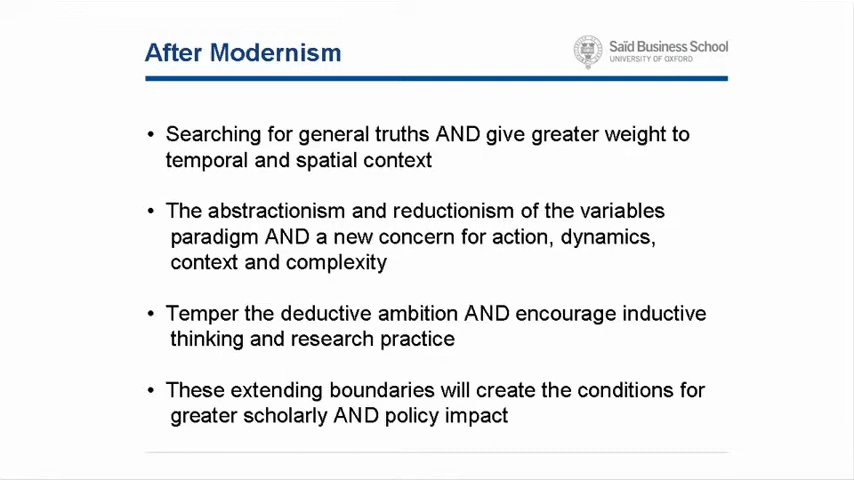 After Modernism
Saïd Business School
UNIVERSITY OF OXFORD
• Searching for general truths AND give greater weight to
temporal and spatial context
• The abstractionism and reductionism of the variables
paradigm AND a new concern for action, dynamics,
context and complexity
• Temper the deductive ambition AND encourage inductive
thinking and research practice
• These extending boundaries will create the conditions for
greater scholarly AND policy impact